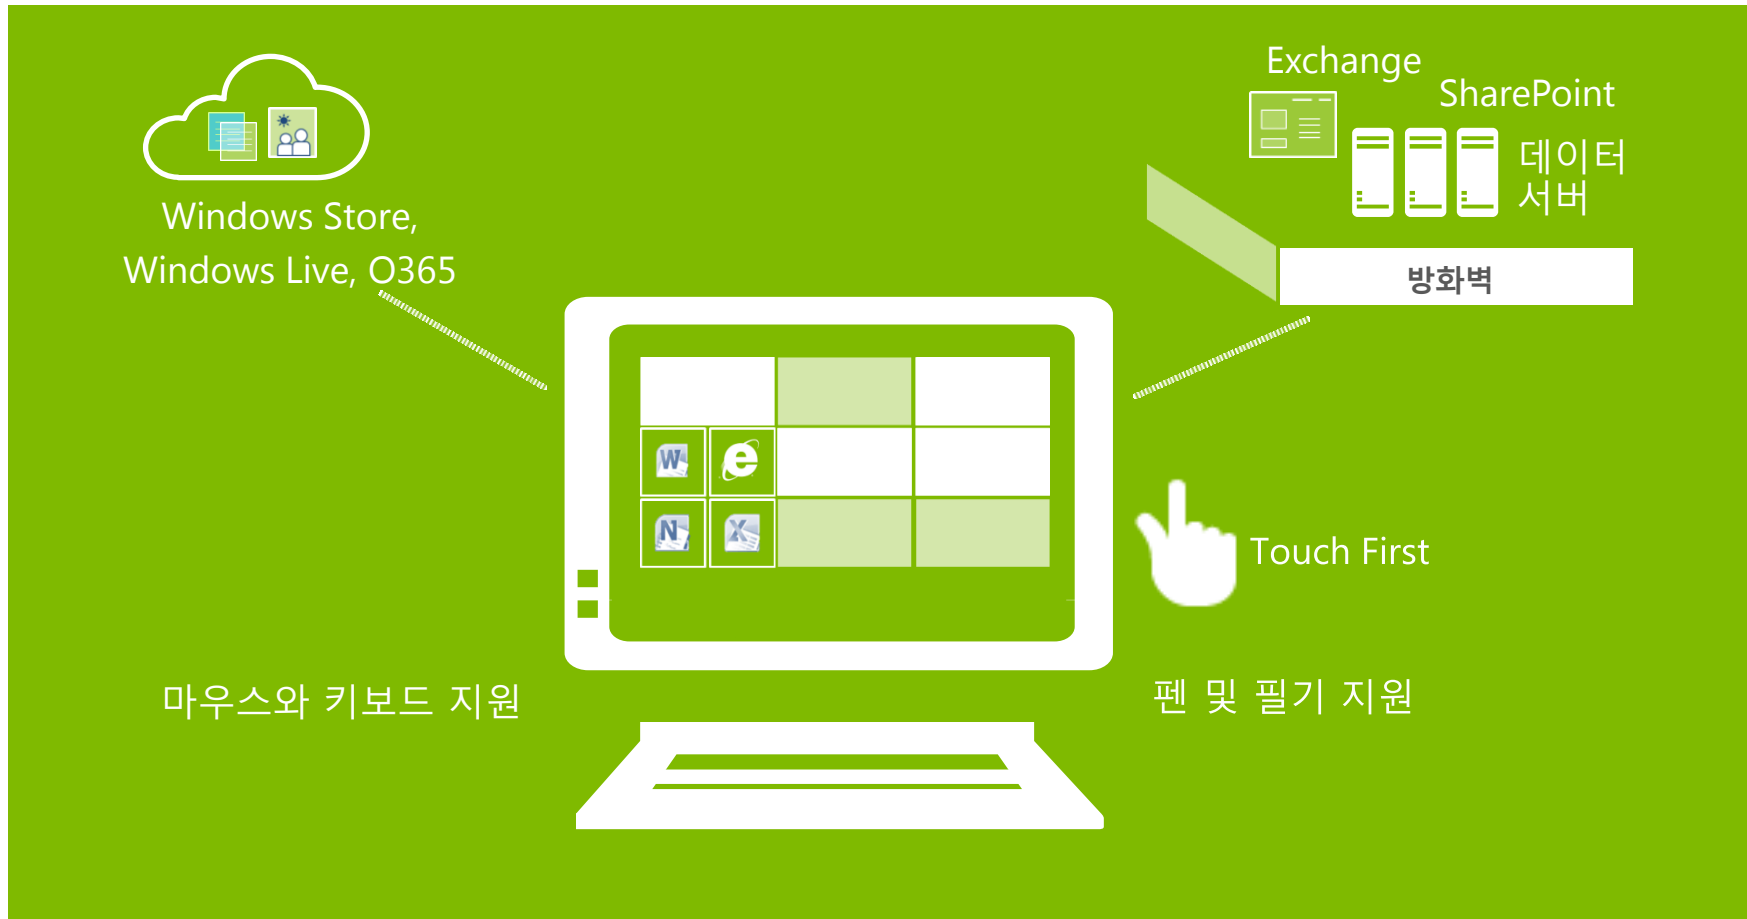 Exchange
SharePoint
데이터
서버
Windows Store,
Windows Live, O365
방화벽
W
e
N
X
Touch First
마우스와 키보드 지원
펜 및 필기 지원